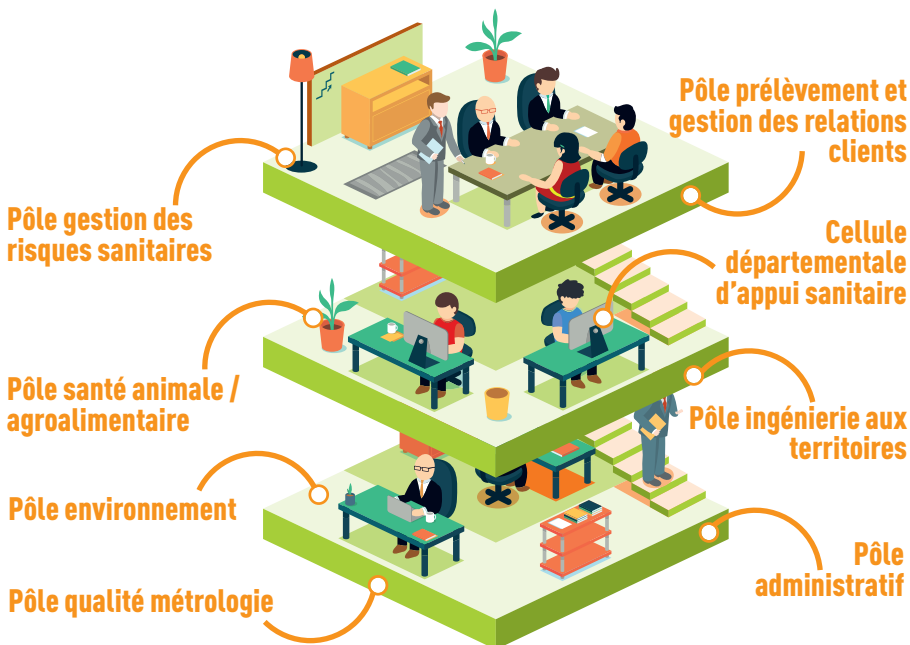 Pôle prélèvement et
gestion des relations
clients
Pôle gestion des
risques sanitaires
Cellule
départementale
d'appui sanitaire
Pôle santé animale /
agroalimentaire
Pôle ingénierie aux
territoires
Pôle environnement
Pôle
administratif
Pôle qualité métrologie